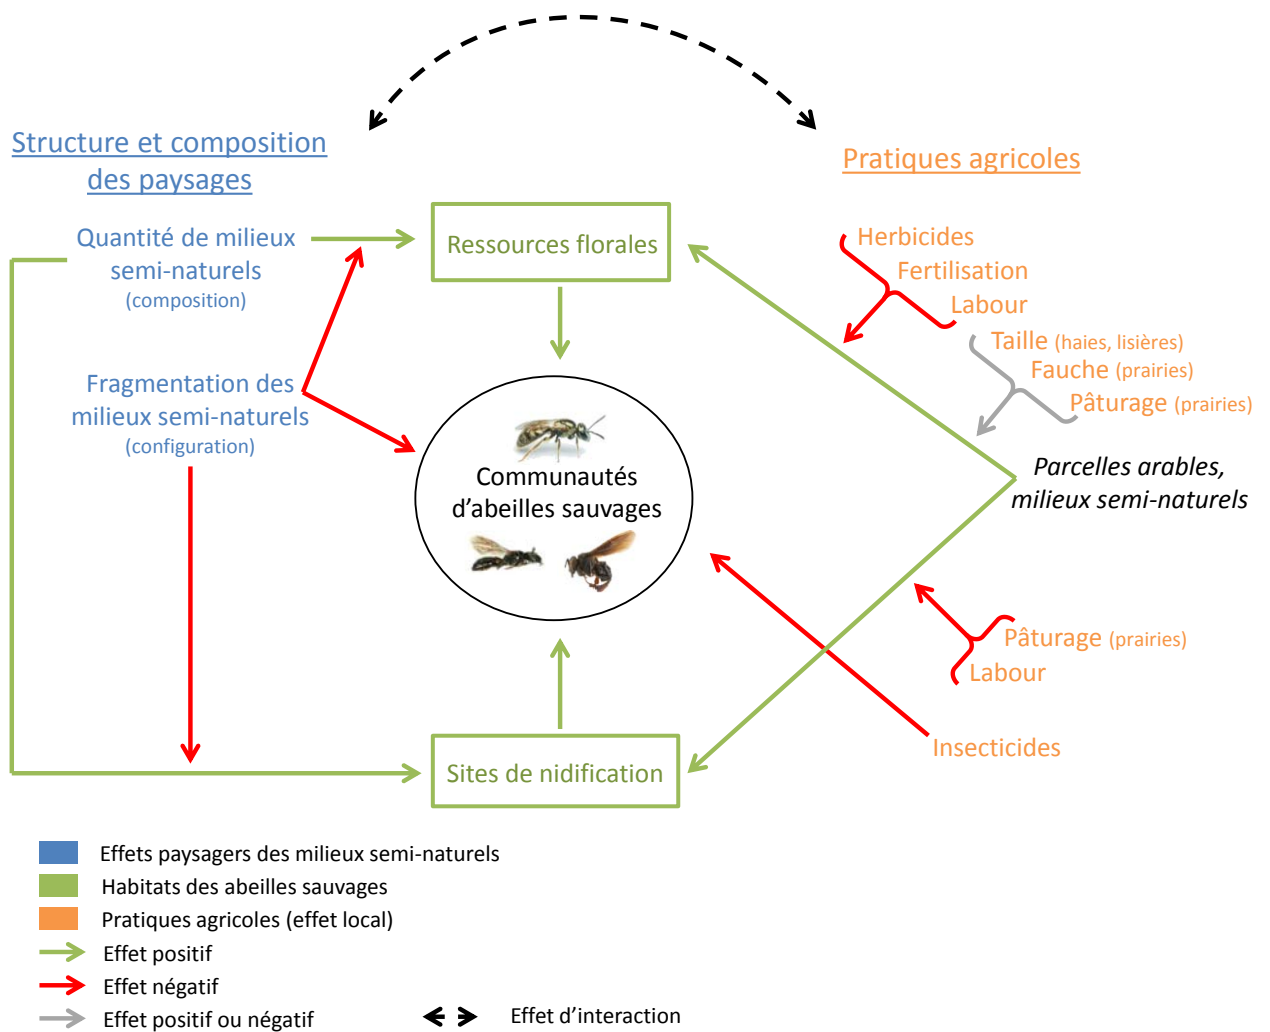 Structure et composition
des paysages
Pratiques agricoles
Quantité de milieux
semi-naturels
(composition)
Ressources florales
Herbicides
Fertilisation
Labour
Taille (haies, lisières)
Fauche (prairies)
Pâturage (prairies)
Fragmentation des
milieux semi-naturels
(configuration)
Communautés
d’abeilles sauvages
Parcelles arables,
milieux semi-naturels
Pâturage (prairies)
Labour
Insecticides
Sites de nidification
Effets paysagers des milieux semi-naturels
Habitats des abeilles sauvages
Pratiques agricoles (effet local)
Effet positif
Effet négatif
Effet positif ou négatif
Effet d’interaction